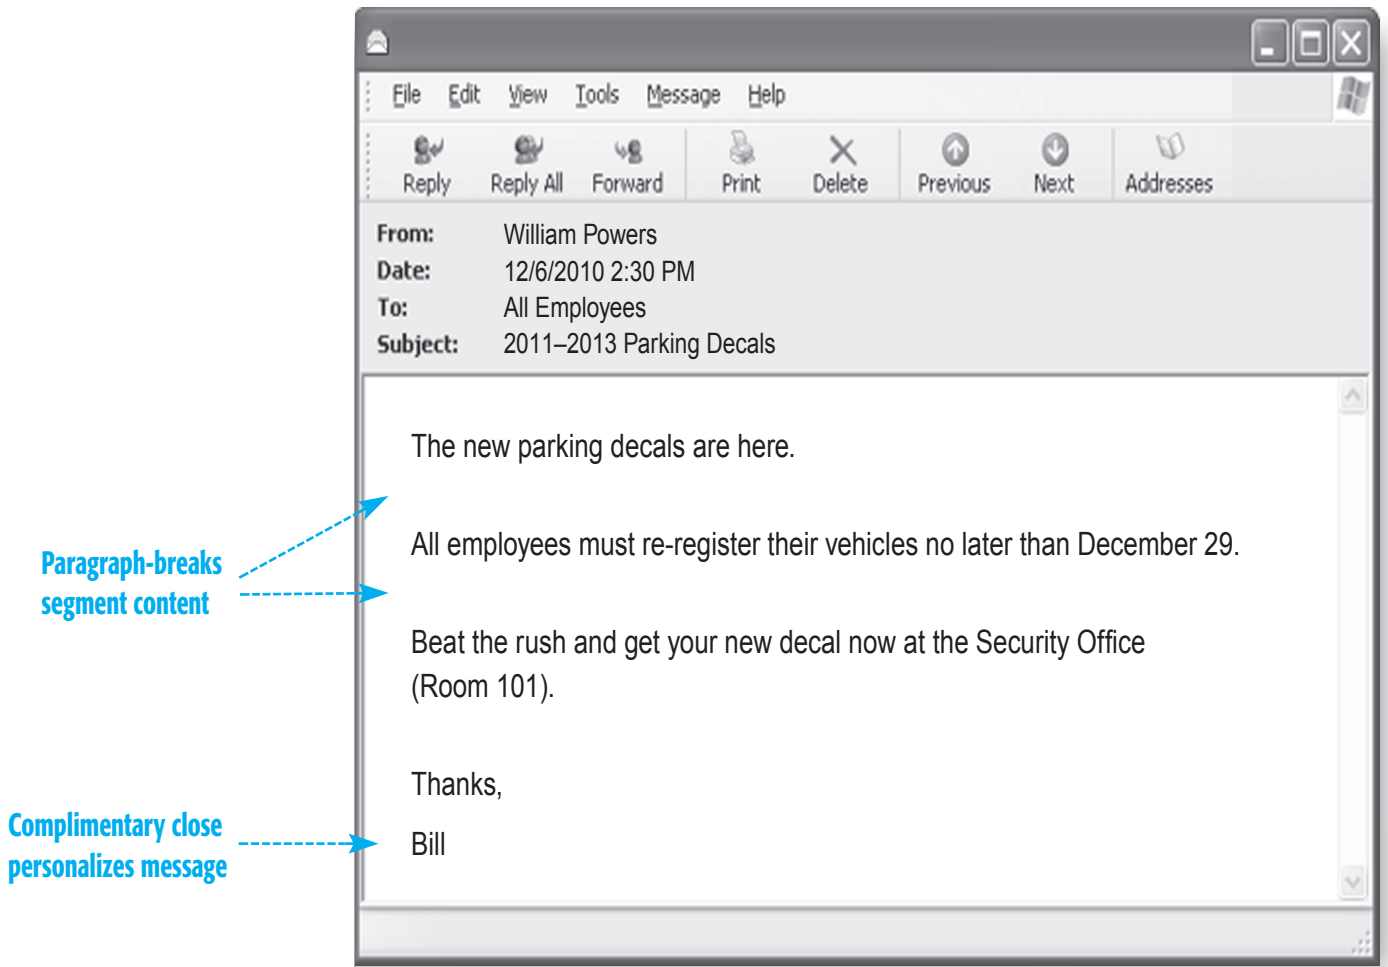 File Edit View Tools Message Help
Reply Reply All Forward Print Delete Previous Next Addresses
From: William Powers
Date: 12/6/2010 2:30 PM
To: All Employees
Subject: 2011–2013 Parking Decals
The new parking decals are here.
Paragraph-breaks
segment content
All employees must re-register their vehicles no later than December 29.
Beat the rush and get your new decal now at the Security Office
(Room 101).
Thanks,
Complimentary close
personalizes message
Bill